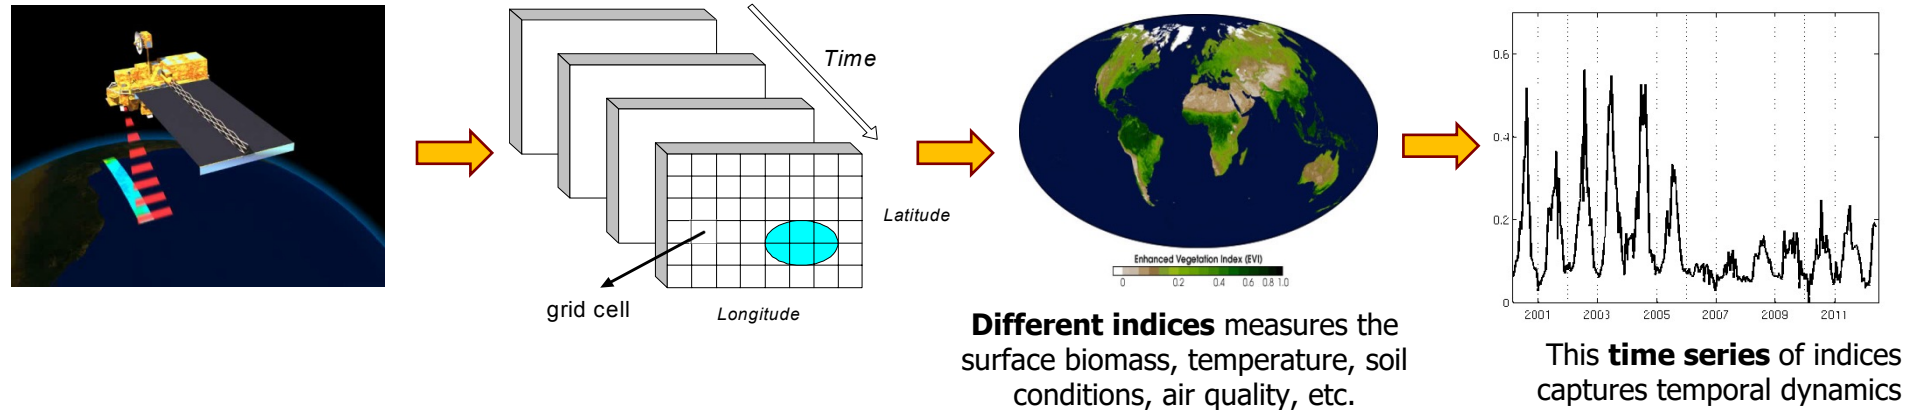 Time
Latitude
grid cell
Longitude
Enhanced Vegetation Index (EVI)
0 0.2 0.4 0.6 0.8 1.0
Different indices measures the
surface biomass, temperature, soil
conditions, air quality, etc.
0.6
0.4
0.2
0
2001 2003 2005 2007 2009 2011
This time series of indices
captures temporal dynamics